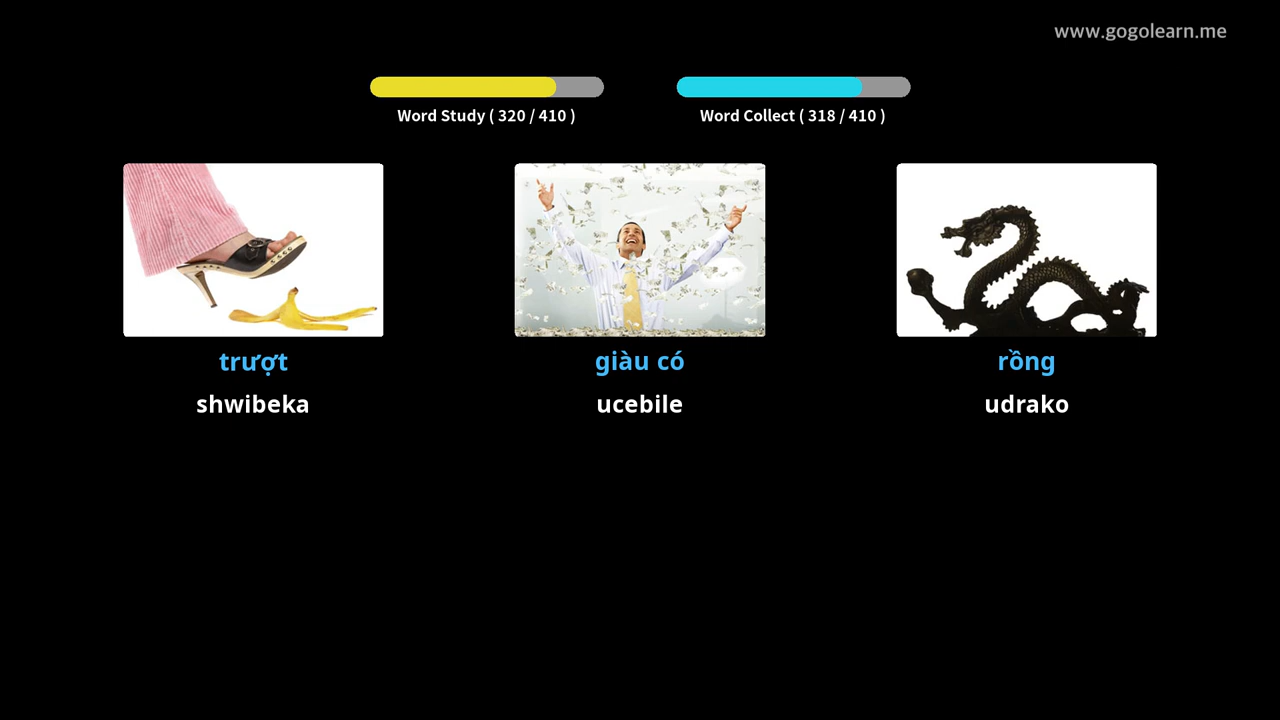 www.gogolearn.me
Word Study ( 320 / 410 )
Word Collect ( 318 / 410 )
trượt
shwibeka
giàu có
ucebile
rồng
udrako